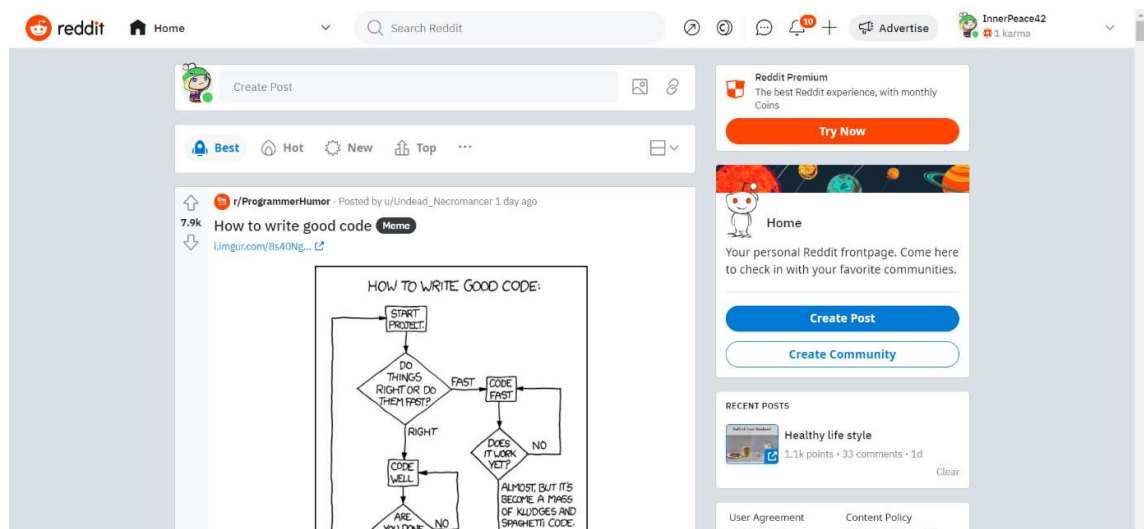 reddit
Home
Search Reddit
10
Advertise
InnerPeace42
1 karma
Create Post
Best
Hot
New
Top
r/ProgrammerHumor · Posted by u/Undead_Necromancer 1 day ago
7.9k
How to write good code Meme
i.imgur.com/8s40Ng...
HOW TO WRITE GOOD CODE:
START
PROJECT.
DO
THINGS
RIGHT OR DO
THEM FAST?
FAST
CODE
FAST
RIGHT
DOES
IT WORK
YET?
NO
CODE
WELL
ALMOST, BUT IT'S
BECOME A MASS
OF KLUDGES AND
SPAGHETTI CODE.
ARE
YOU DONE
NO
Reddit Premium
The best Reddit experience, with monthly
Coins
Try Now
Home
Your personal Reddit frontpage. Come here
to check in with your favorite communities.
Create Post
Create Community
RECENT POSTS
Healthy life style
1.1k points · 33 comments · 1d
Clear
User Agreement
Content Policy